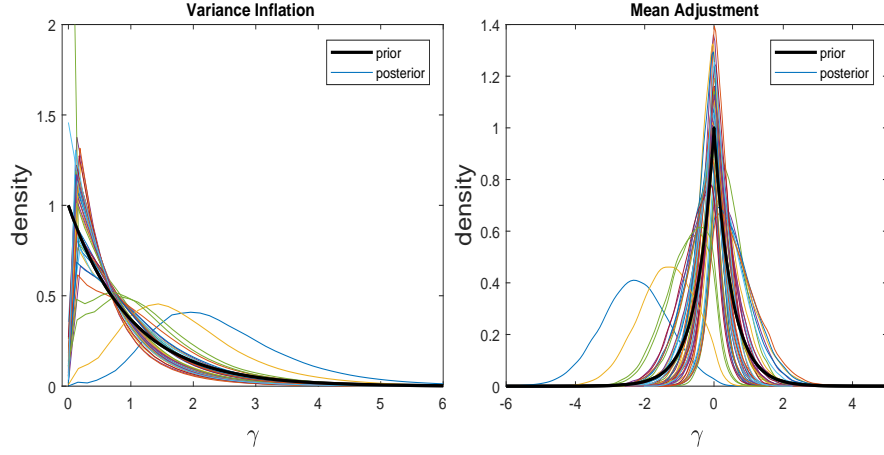 Variance Inflation
prior
posterior
2
1.5
1
0.5
0
density
0 1 2 3 4 5 6
γ
Mean Adjustment
prior
posterior
1.4
1.2
1
0.8
0.6
0.4
0.2
0
density
-6 -4 -2 0 2 4
γ